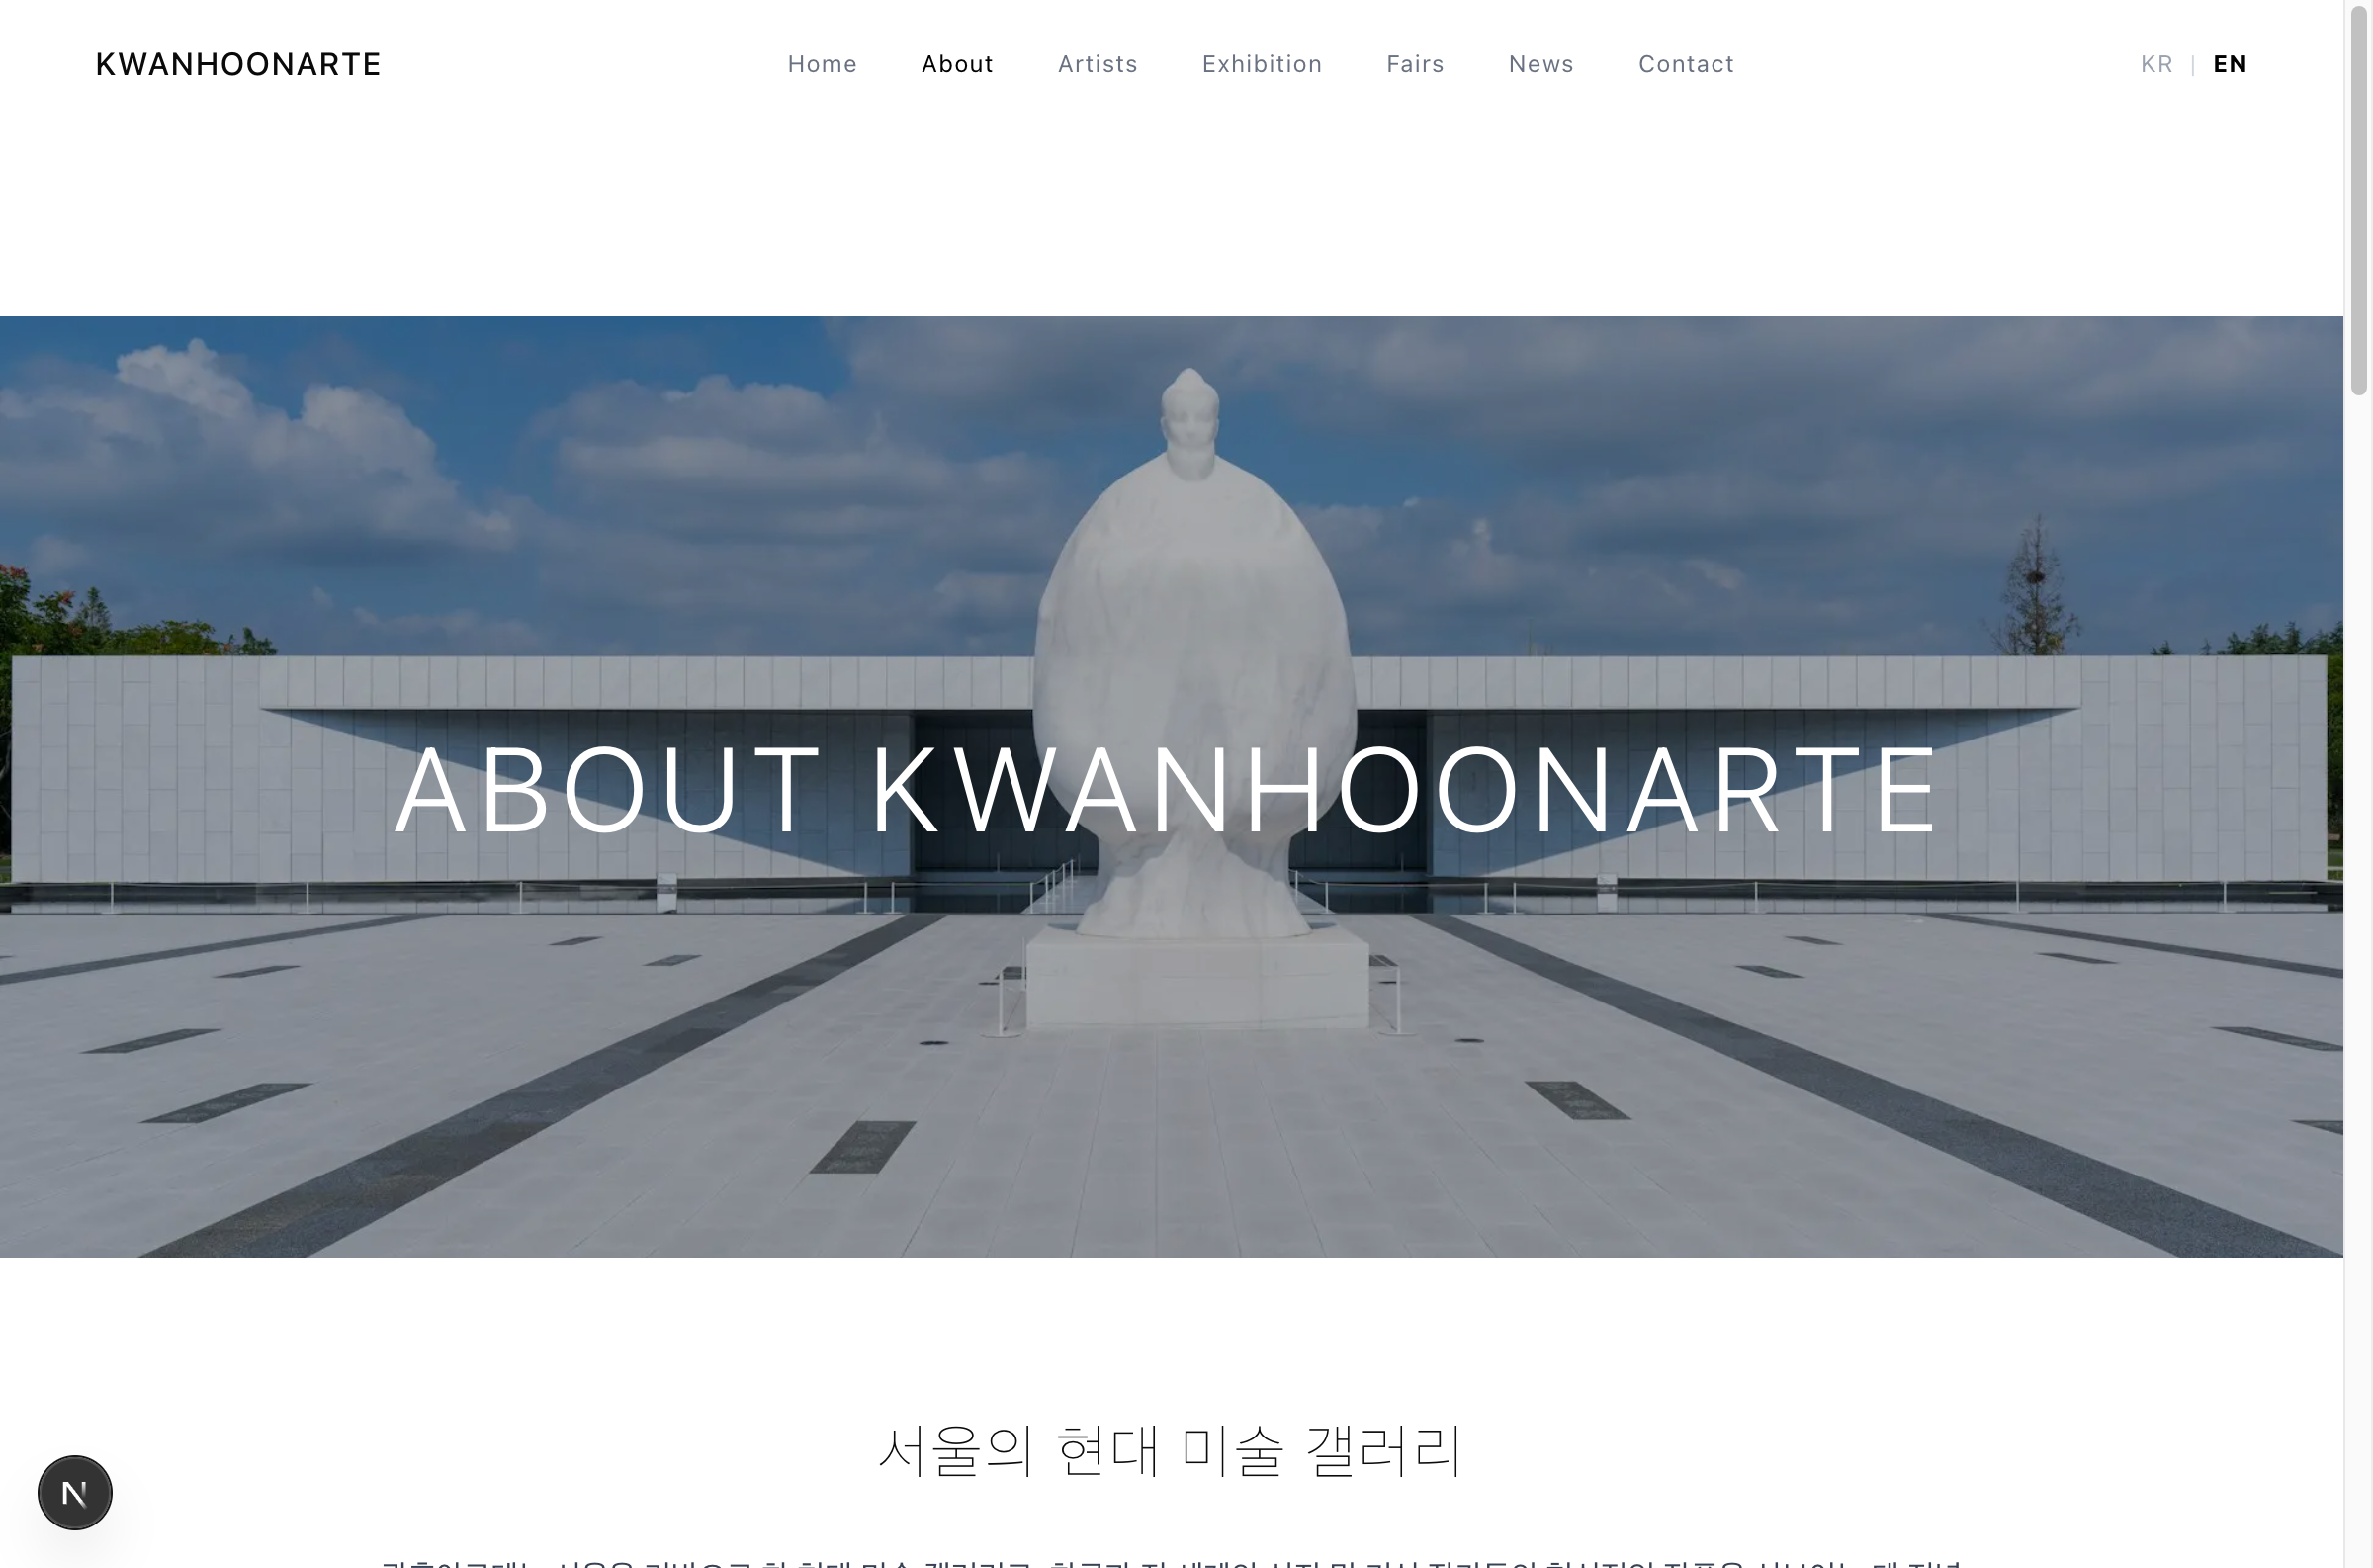 KWANHOONARTE
Home About Artists Exhibition Fairs News Contact
KR | EN
ABOUT KWANHOONARTE
서울의 현대 미술 갤러리
N